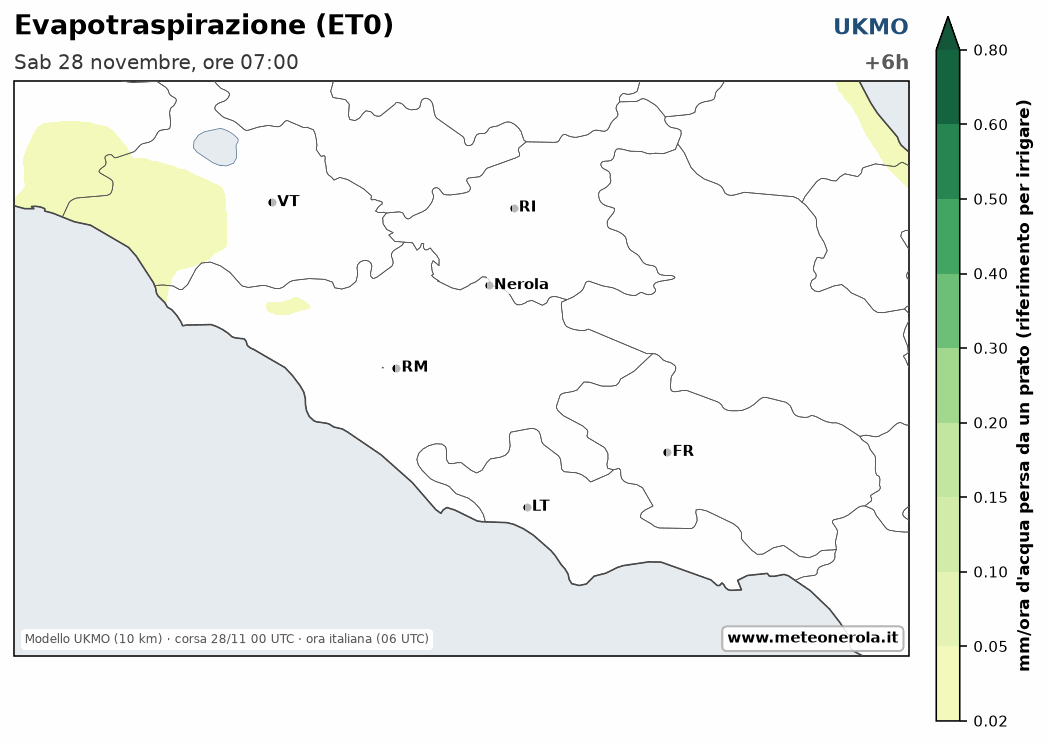 Evapotraspirazione (ET0)
UKMO
Sab 28 novembre, ore 07:00
+6h
VT
RI
Nerola
RM
FR
LT
Modello UKMO (10 km) · corsa 28/11 00 UTC · ora italiana (06 UTC)
www.meteonerola.it
0.80
0.60
0.50
0.40
0.30
0.20
0.15
0.10
0.05
0.02
mm/ora d'acqua persa da un prato (riferimento per irrigare)